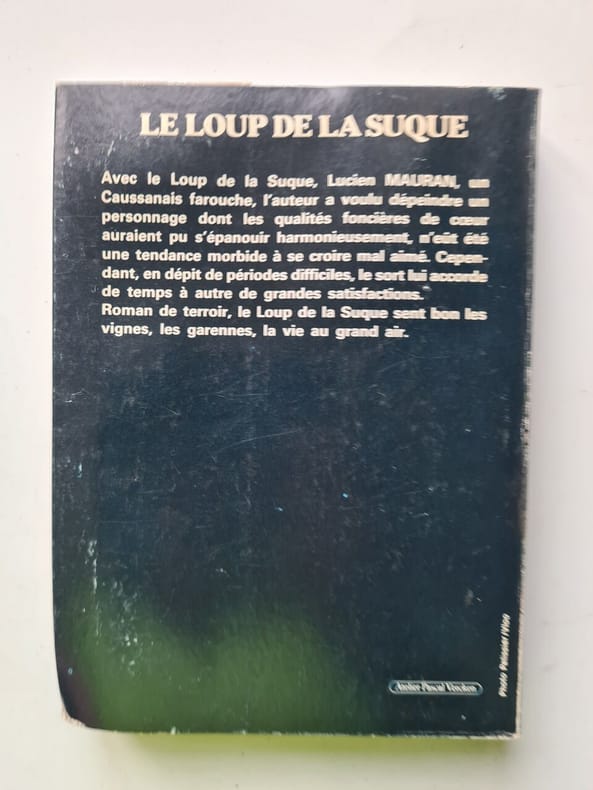 LE LOUP DE LA SUQUE
Avec le Loup de la Suque, Lucien MAURAN, un
Caussanais farouche, l'auteur a voulu dépeindre un
personnage dont les qualités foncières de cœur
auraient pu s'épanouir harmonieusement, n'eût été
une tendance morbide à se croire mal aimé. Cepen-
dant, en dépit de périodes difficiles, le sort lui accorde
de temps à autre de grandes satisfactions.
Roman de terroir, le Loup de la Suque sent bon les
vignes, les garennes, la vie au grand air.
Atelier Pascal Vercken
Photo Pelissier /Vloo